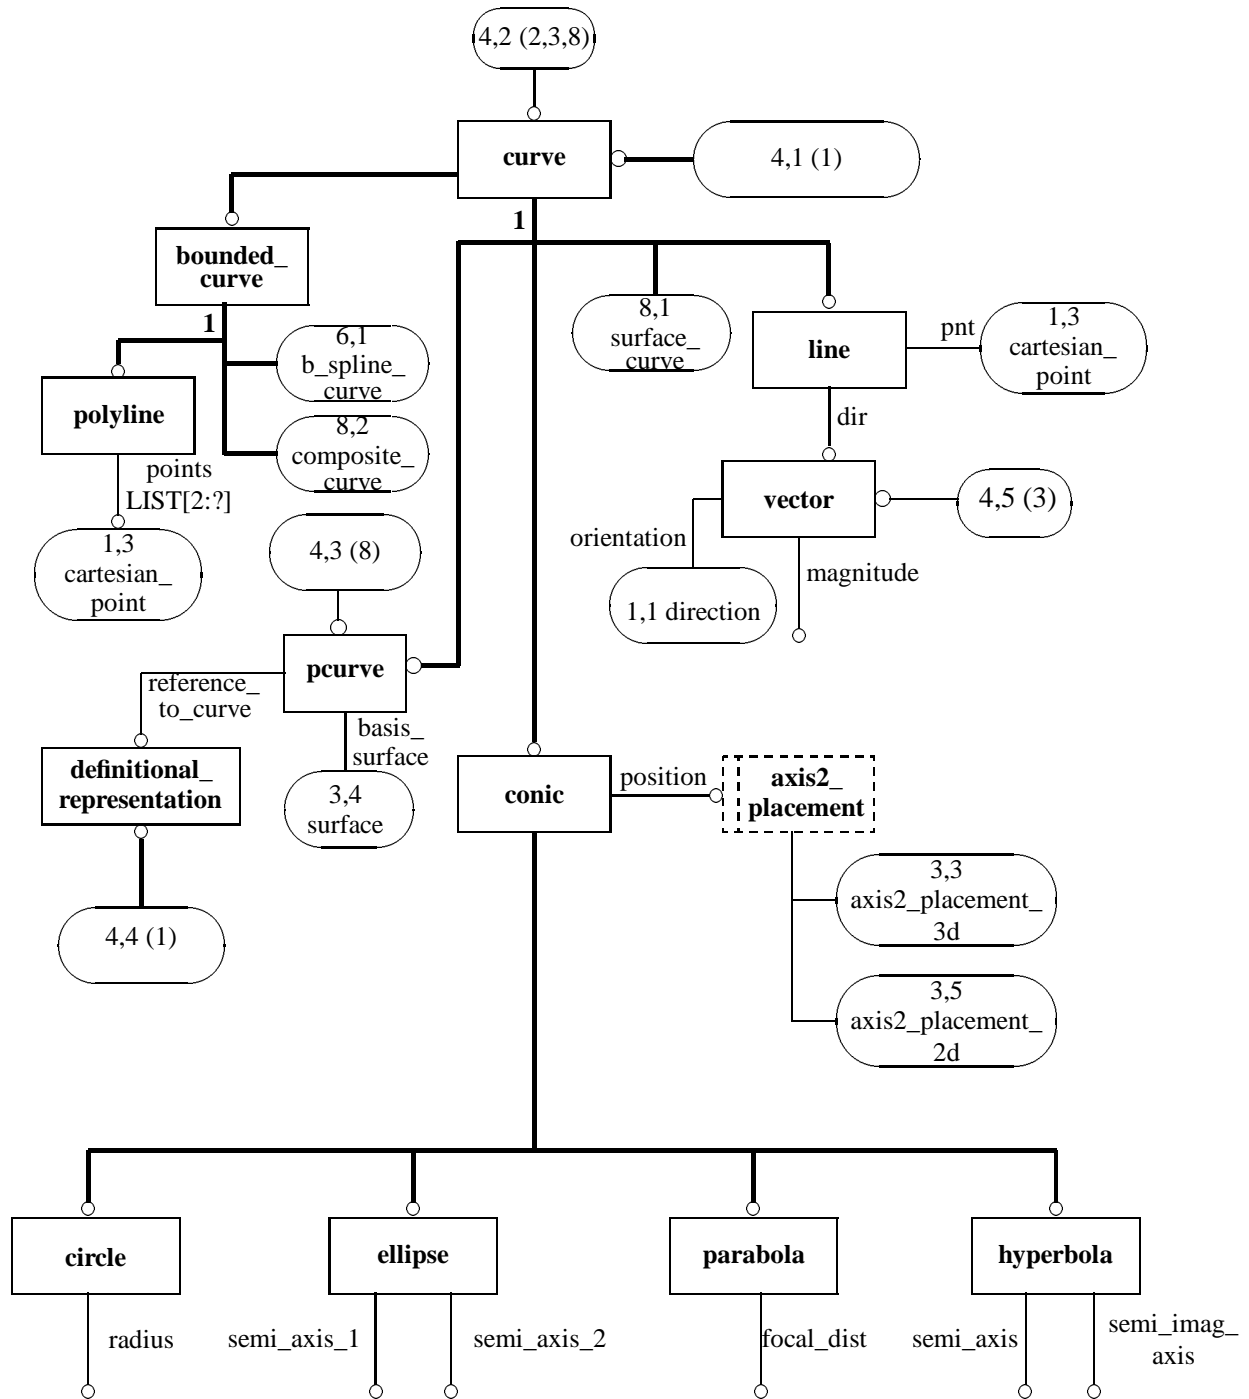 4,2 (2,3,8)
curve
4,1 (1)
1
bounded_
curve
1
6,1
b_spline_
curve
8,2
composite_
curve
polyline
points
LIST[2:?]
1,3
cartesian_
point
8,1
surface_
curve
line
pnt
1,3
cartesian_
point
dir
vector
4,5 (3)
orientation
magnitude
1,1 direction
4,3 (8)
pcurve
reference_
to_curve
basis_
surface
definitional_
representation
3,4
surface
4,4 (1)
conic
position
axis2_
placement
3,3
axis2_placement_
3d
3,5
axis2_placement_
2d
circle
ellipse
parabola
hyperbola
radius
semi_axis_1
semi_axis_2
focal_dist
semi_axis
semi_imag_
axis